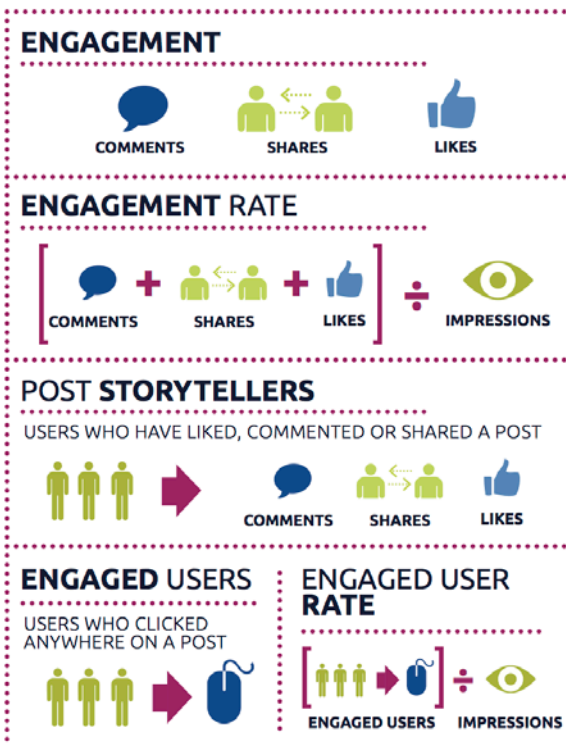 ENGAGEMENT
COMMENTS SHARES LIKES
ENGAGEMENT RATE
[ + + ] ÷
COMMENTS SHARES LIKES IMPRESSIONS
POST STORYTELLERS
USERS WHO HAVE LIKED, COMMENTED OR SHARED A POST
COMMENTS SHARES LIKES
ENGAGED USERS
USERS WHO CLICKED
ANYWHERE ON A POST
ENGAGED USER
RATE
[ ] ÷
ENGAGED USERS IMPRESSIONS